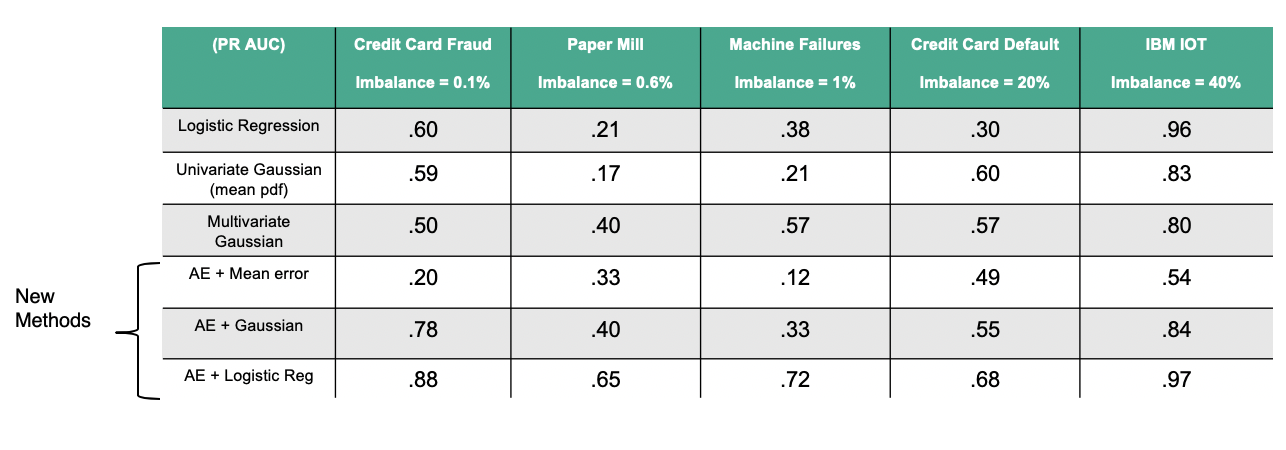 (PR AUC) Credit Card Fraud Paper Mill Machine Failures Credit Card Default IBM IOT
Imbalance = 0.1% Imbalance = 0.6% Imbalance = 1% Imbalance = 20% Imbalance = 40%
Logistic Regression .60 .21 .38 .30 .96
Univariate Gaussian .59 .17 .21 .60 .83
(mean pdf)
Multivariate .50 .40 .57 .57 .80
Gaussian
AE + Mean error .20 .33 .12 .49 .54
New
Methods
AE + Gaussian .78 .40 .33 .55 .84
AE + Logistic Reg .88 .65 .72 .68 .97